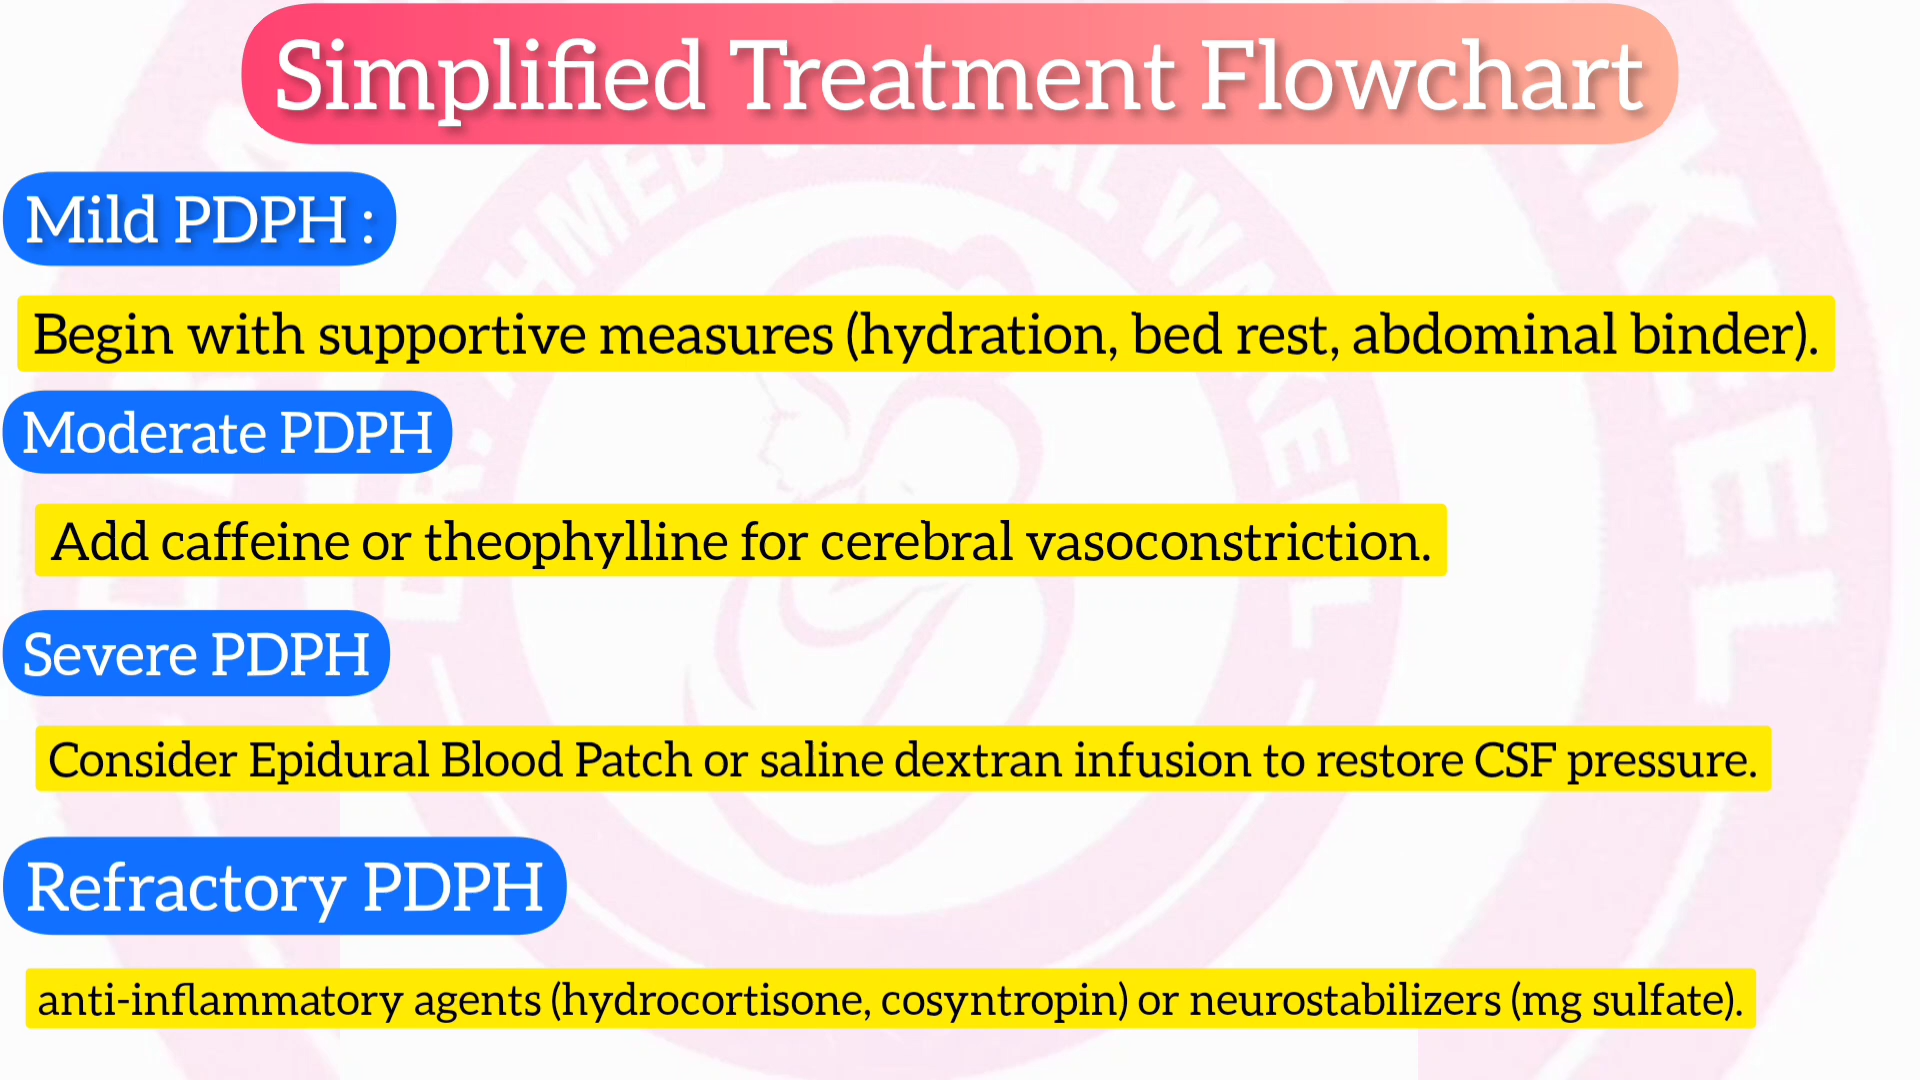 Simplified Treatment Flowchart
Mild PDPH :
Begin with supportive measures (hydration, bed rest, abdominal binder).
Moderate PDPH
Add caffeine or theophylline for cerebral vasoconstriction.
Severe PDPH
Consider Epidural Blood Patch or saline dextran infusion to restore CSF pressure.
Refractory PDPH
anti-inflammatory agents (hydrocortisone, cosyntropin) or neurostabilizers (mg sulfate).